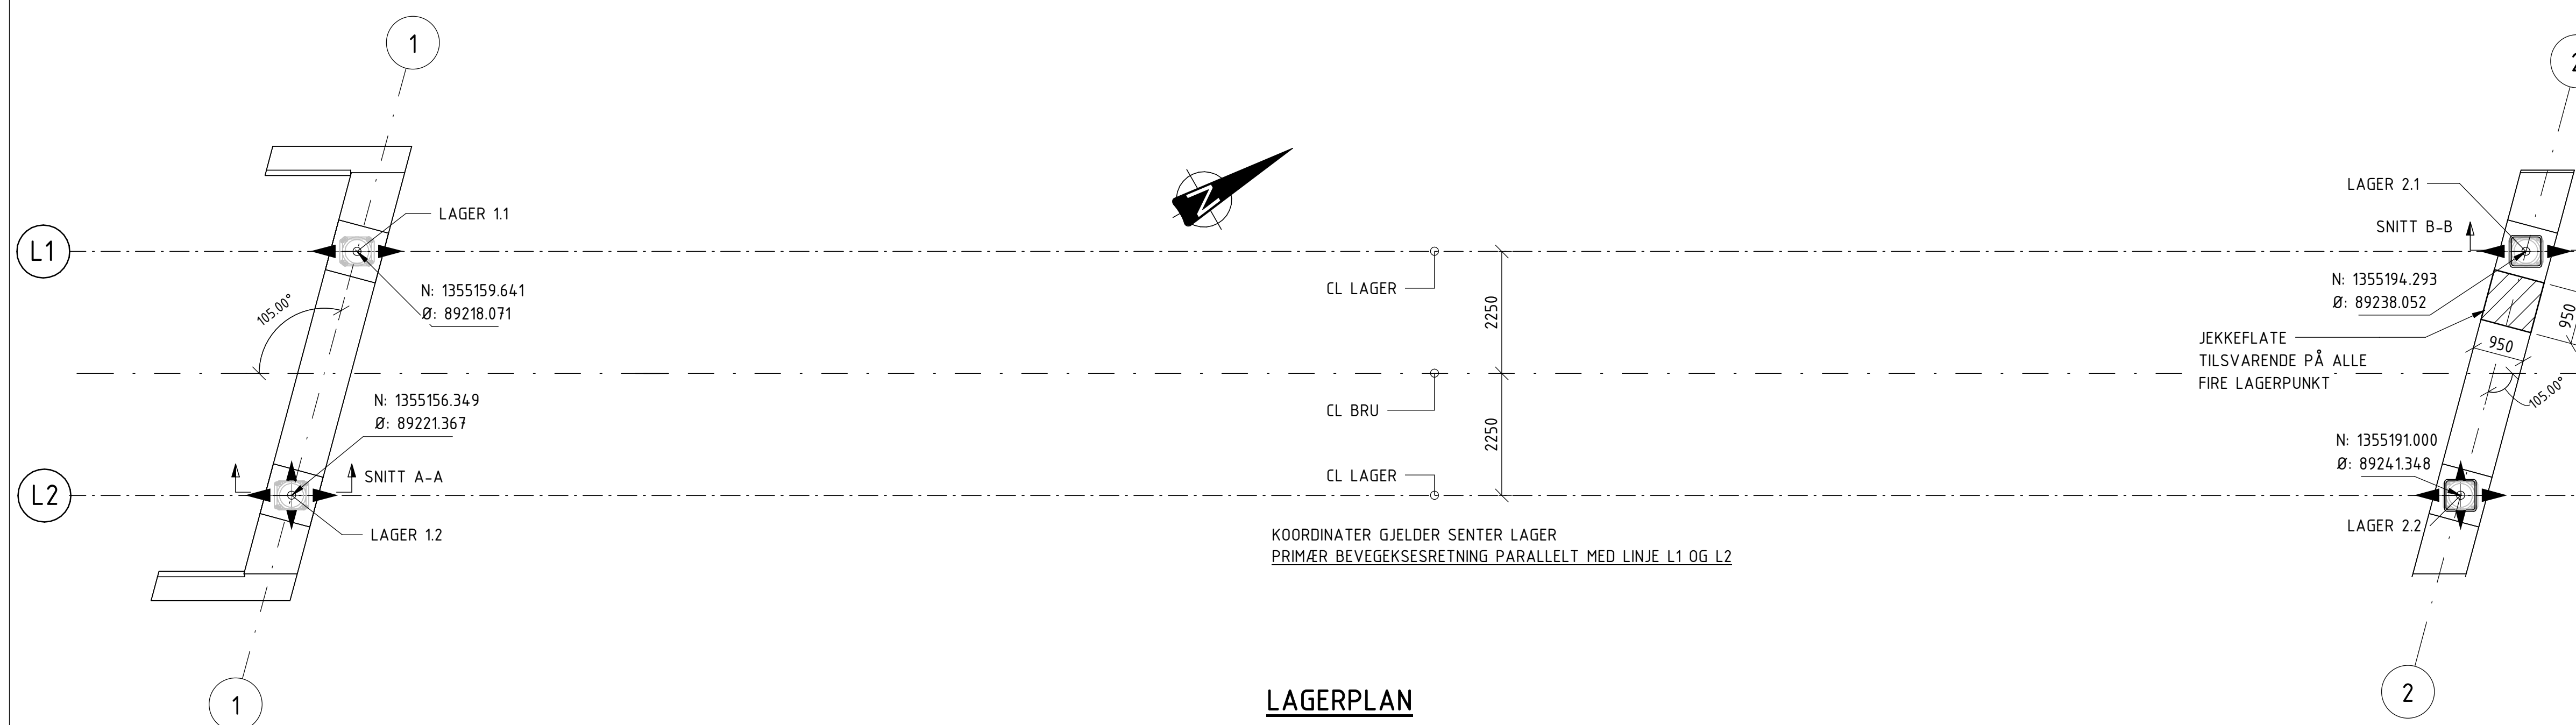 1
2
LAGER 2.1
LAGER 1.1
SNITT B-B
L1
N: 1355159.641
Ø: 89218.071
CL LAGER
N: 1355194.293
Ø: 89238.052
105.00°
2250
950
JEKKEFLATE
TILSVARENDE PÅ ALLE
FIRE LAGERPUNKT
950
N: 1355156.349
Ø: 89221.367
CL BRU
105.00°
2250
N: 1355191.000
Ø: 89241.348
SNITT A-A
CL LAGER
L2
LAGER 1.2
LAGER 2.2
KOORDINATER GJELDER SENTER LAGER
PRIMÆR BEVEGEKSESRETNING PARALLELT MED LINJE L1 OG L2
1
2
LAGERPLAN
N